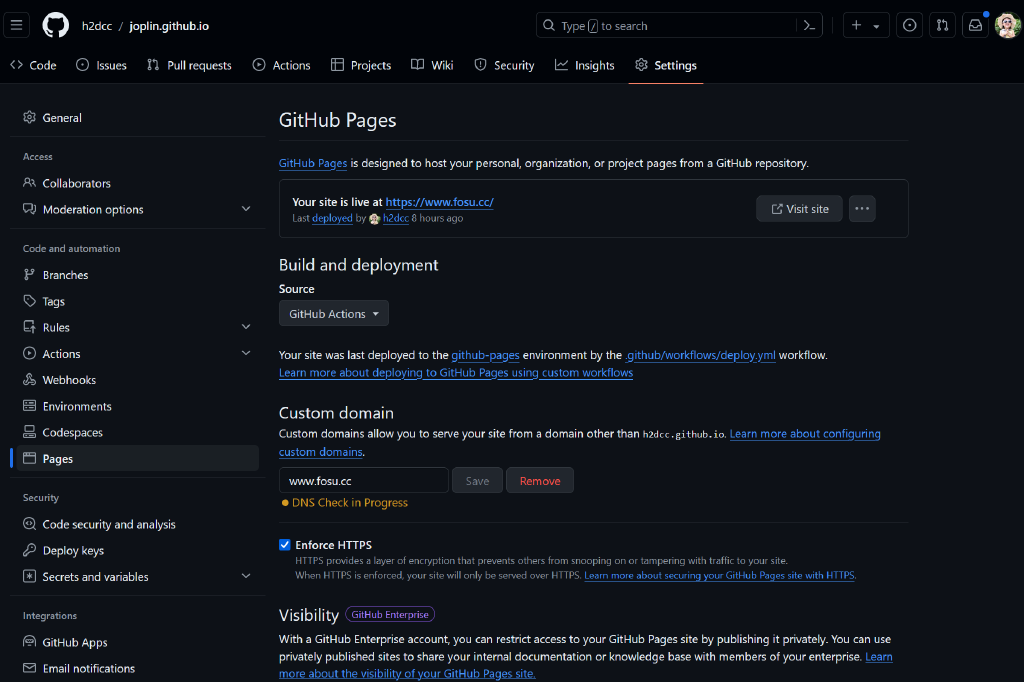 h2dcc / joplin.github.io
Type / to search
Code
Issues
Pull requests
Actions
Projects
Wiki
Security
Insights
Settings
General
Access
Collaborators
Moderation options
Code and automation
Branches
Tags
Rules
Actions
Webhooks
Environments
Codespaces
Pages
Security
Code security and analysis
Deploy keys
Secrets and variables
Integrations
GitHub Apps
Email notifications
GitHub Pages
GitHub Pages is designed to host your personal, organization, or project pages from a GitHub repository.
Your site is live at https://www.fosu.cc/
Last deployed by h2dcc 8 hours ago
Visit site
Build and deployment
Source
GitHub Actions
Your site was last deployed to the github-pages environment by the .github/workflows/deploy.yml workflow.
Learn more about deploying to GitHub Pages using custom workflows
Custom domain
Custom domains allow you to serve your site from a domain other than h2dcc.github.io. Learn more about configuring
custom domains.
www.fosu.cc
Save
Remove
DNS Check in Progress
Enforce HTTPS
HTTPS provides a layer of encryption that prevents others from snooping on or tampering with traffic to your site.
When HTTPS is enforced, your site will only be served over HTTPS. Learn more about securing your GitHub Pages site with HTTPS.
Visibility GitHub Enterprise
With a GitHub Enterprise account, you can restrict access to your GitHub Pages site by publishing it privately. You can use
privately published sites to share your internal documentation or knowledge base with members of your enterprise. Learn
more about the visibility of your GitHub Pages site.